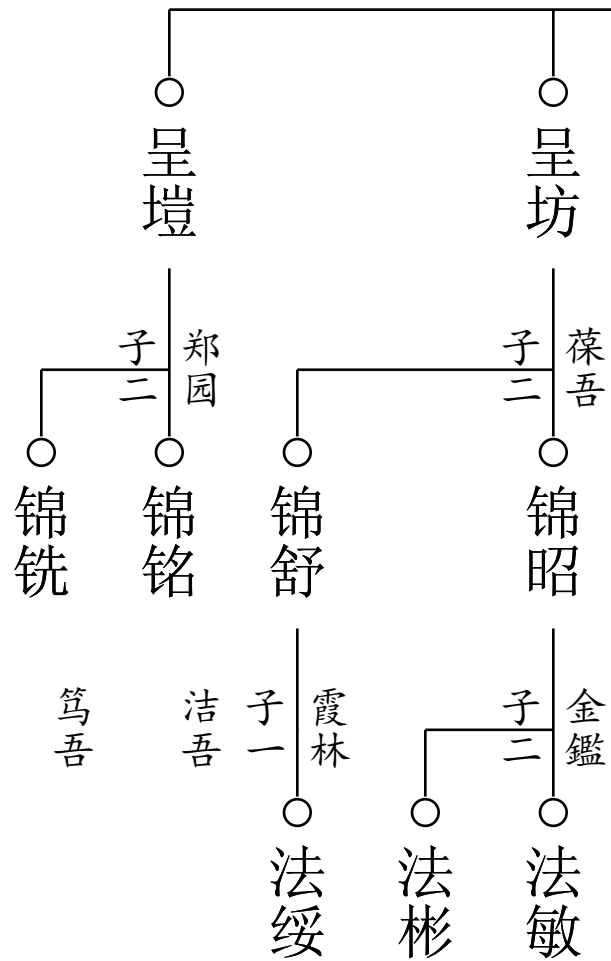 呈坊
葆吾
子二
锦昭
锦舒
金鑑
子二
法敏
法彬
霞林
子一
法绥
呈塏
郑园
子二
锦铭
锦铣
洁吾
笃吾